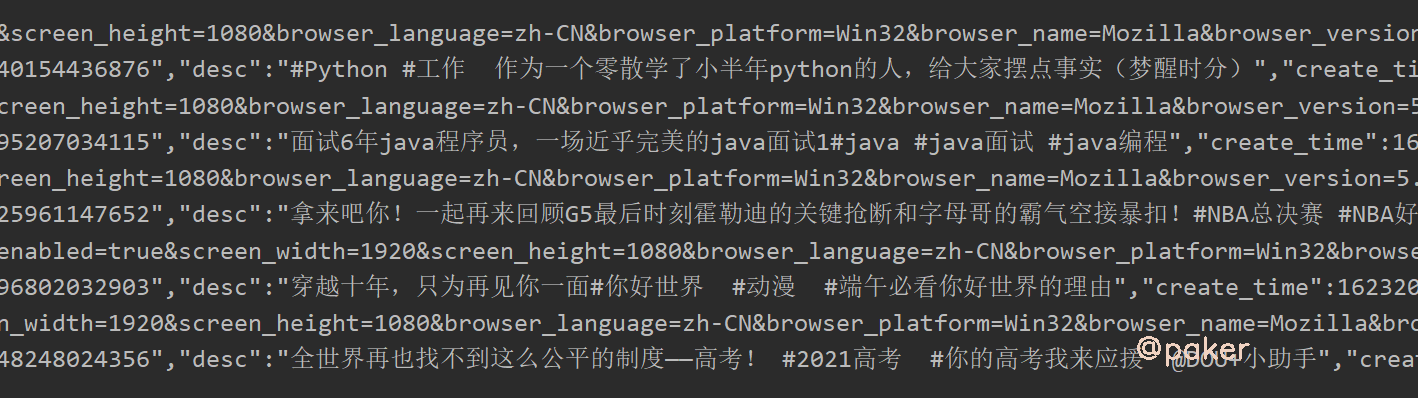 &screen_height=1080&browser_language=zh-CN&browser_platform=Win32&browser_name=Mozilla&browser_version
40154436876","desc":"#Python #工作  作为一个零散学了小半年python的人，给大家摆点事实（梦醒时分）","create_ti
creen_height=1080&browser_language=zh-CN&browser_platform=Win32&browser_name=Mozilla&browser_version=5
95207034115","desc":"面试6年java程序员，一场近乎完美的java面试1#java #java面试 #java编程","create_time":16
reen_height=1080&browser_language=zh-CN&browser_platform=Win32&browser_name=Mozilla&browser_version=5.
25961147652","desc":"拿来吧你！一起再来回顾G5最后时刻霍勒迪的关键抢断和字母哥的霸气空接暴扣！#NBA总决赛 #NBA好
enabled=true&screen_width=1920&screen_height=1080&browser_language=zh-CN&browser_platform=Win32&browser_
96802032903","desc":"穿越十年，只为再见你一面#你好世界  #动漫  #端午必看你好世界的理由","create_time":162320
n_width=1920&screen_height=1080&browser_language=zh-CN&browser_platform=Win32&browser_name=Mozilla&bro
48248024356","desc":"全世界再也找不到这么公平的制度——高考！ #2021高考  #你的高考我来应援  @DOU+小助手","creat
@paker